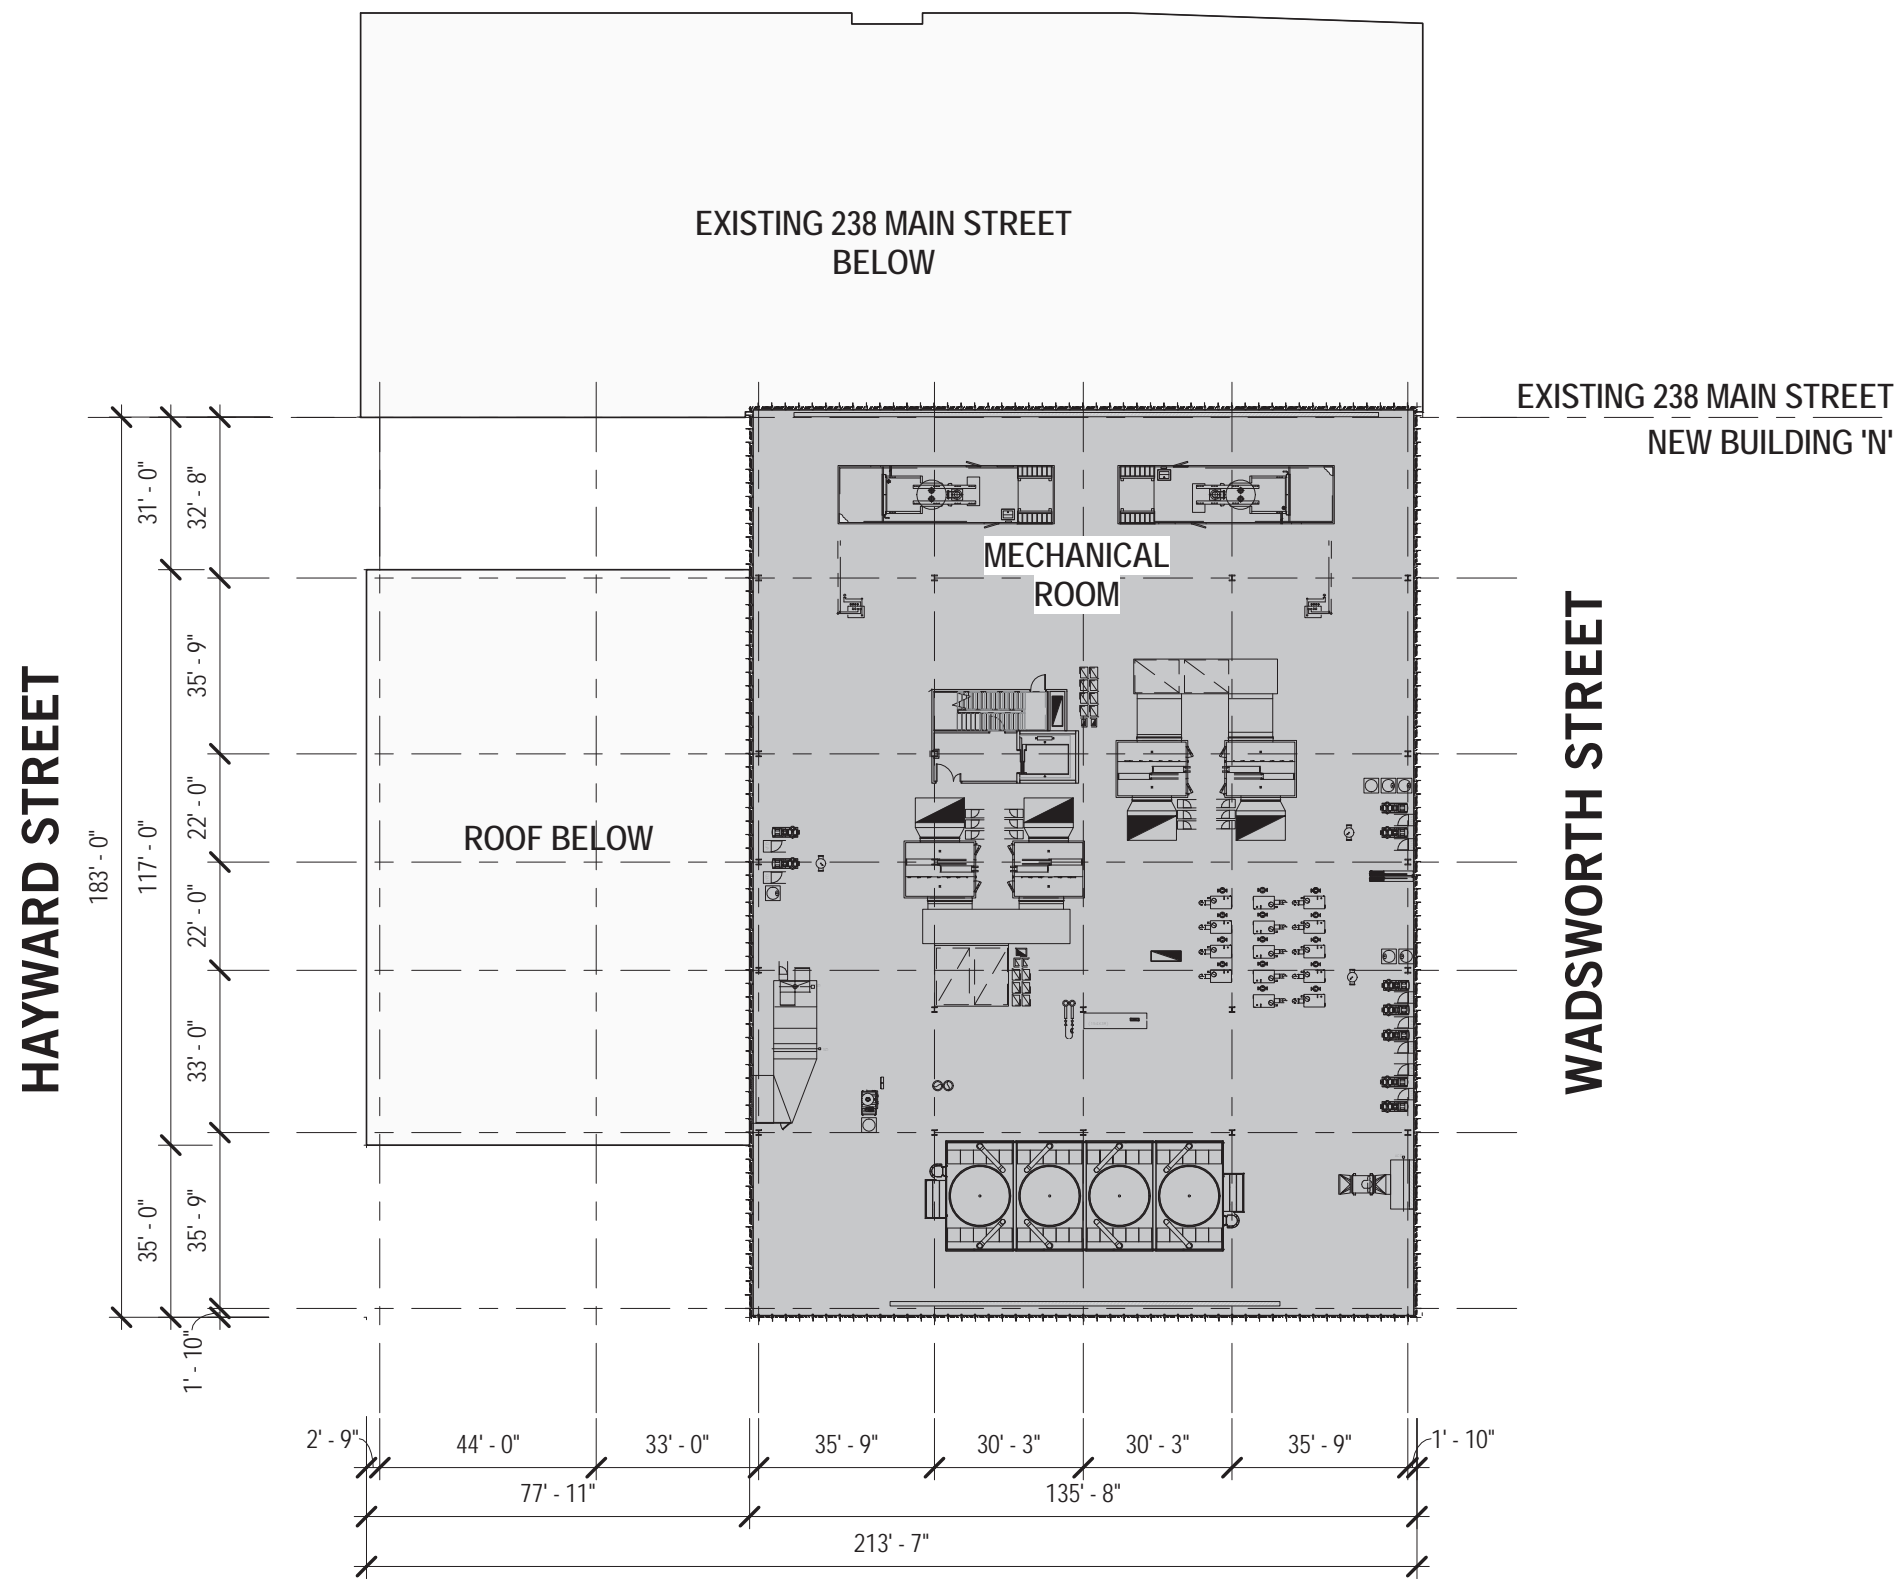 EXISTING 238 MAIN STREET
BELOW
EXISTING 238 MAIN STREET
NEW BUILDING 'N'
MECHANICAL
ROOM
ROOF BELOW
HAYWARD STREET
WADSWORTH STREET
183' - 0"
31' - 0"
117' - 0"
35' - 0"
32' - 8"
35' - 9"
22' - 0"
22' - 0"
33' - 0"
35' - 9"
1' - 10"
2' - 9"
44' - 0"
33' - 0"
35' - 9"
30' - 3"
30' - 3"
35' - 9"
1' - 10"
77' - 11"
135' - 8"
213' - 7"